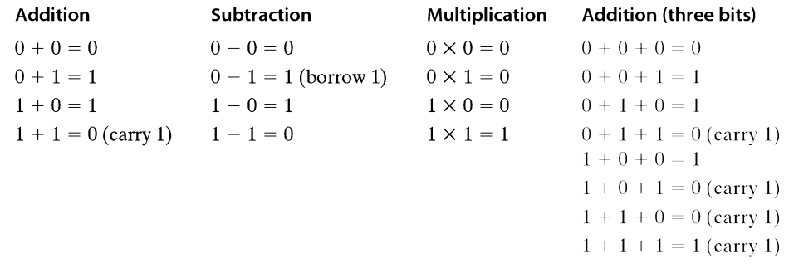 Addition Subtraction Multiplication Addition (three bits)
0 + 0 = 0 0 − 0 = 0 0 × 0 = 0 0 + 0 + 0 = 0
0 + 1 = 1 0 − 1 = 1 (borrow 1) 0 × 1 = 0 0 + 0 + 1 = 1
1 + 0 = 1 1 − 0 = 1 1 × 0 = 0 0 + 1 + 0 = 1
1 + 1 = 0 (carry 1) 1 − 1 = 0 1 × 1 = 1 0 + 1 + 1 = 0 (carry 1)
1 + 0 + 0 = 1
1 + 0 + 1 = 0 (carry 1)
1 + 1 + 0 = 0 (carry 1)
1 + 1 + 1 = 1 (carry 1)